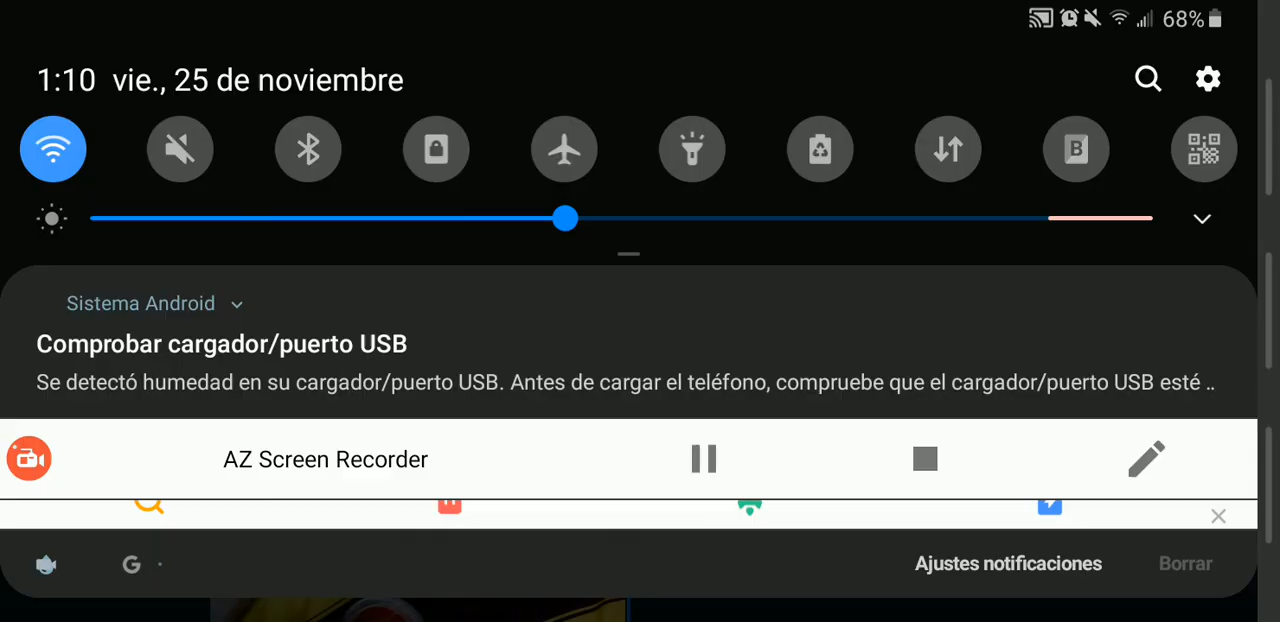 68%
1:10 vie., 25 de noviembre
B
Sistema Android
Comprobar cargador/puerto USB
Se detectó humedad en su cargador/puerto USB. Antes de cargar el teléfono, compruebe que el cargador/puerto USB esté ..
AZ Screen Recorder
G
Ajustes notificaciones Borrar